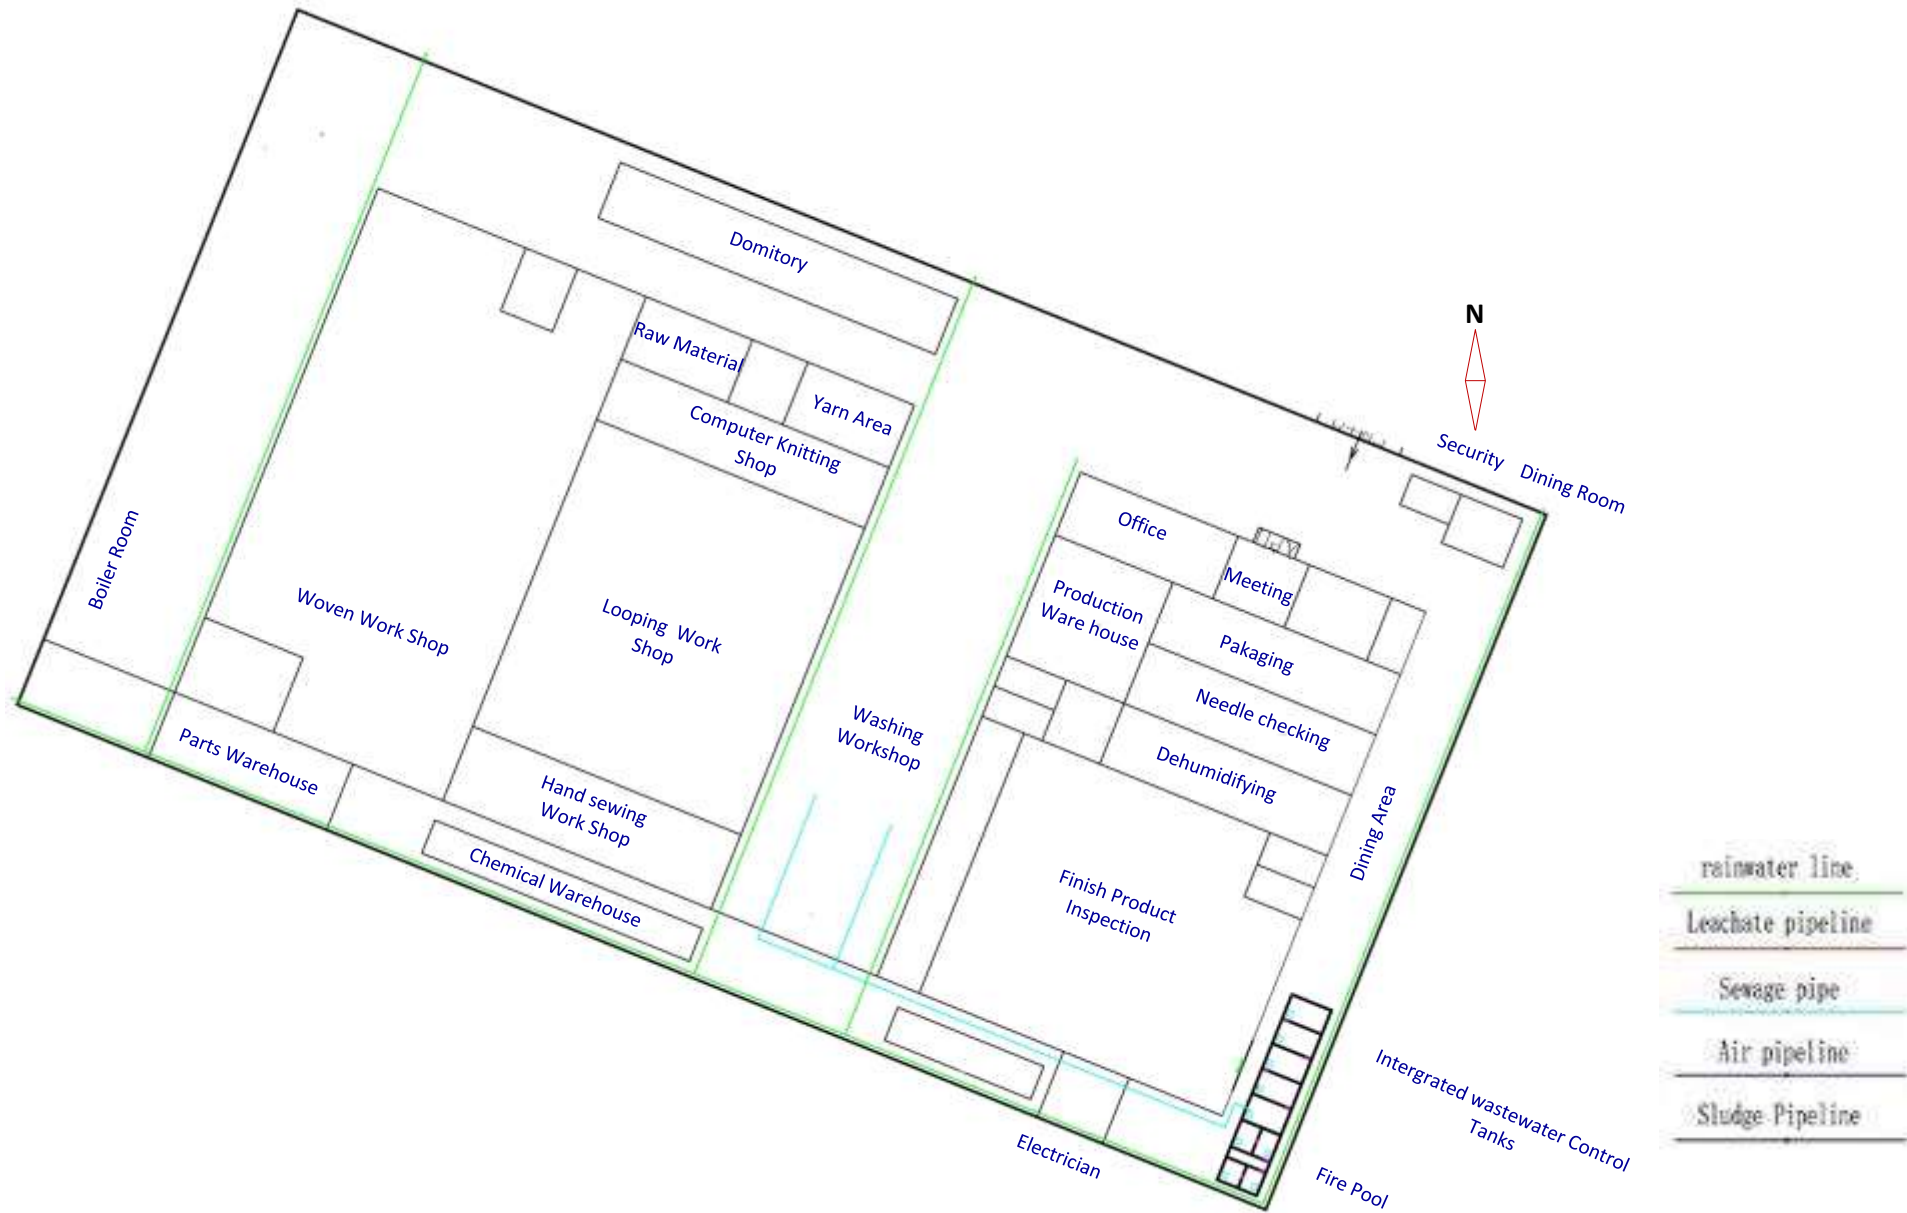 Domitory
Raw Material
Yarn Area
Computer Knitting
Shop
N
Security Dining Room
Office
Meeting
Production
Ware house
Pakaging
Needle checking
Dehumidifying
Boiler Room
Woven Work Shop
Looping Work
Shop
Washing
Workshop
Parts Warehouse
Hand sewing
Work Shop
Chemical Warehouse
Finish Product
Inspection
Dining Area
rainwater line
Leachate pipeline
Sewage pipe
Air pipeline
Sludge Pipeline
Intergrated wastewater Control
Tanks
Electrician
Fire Pool